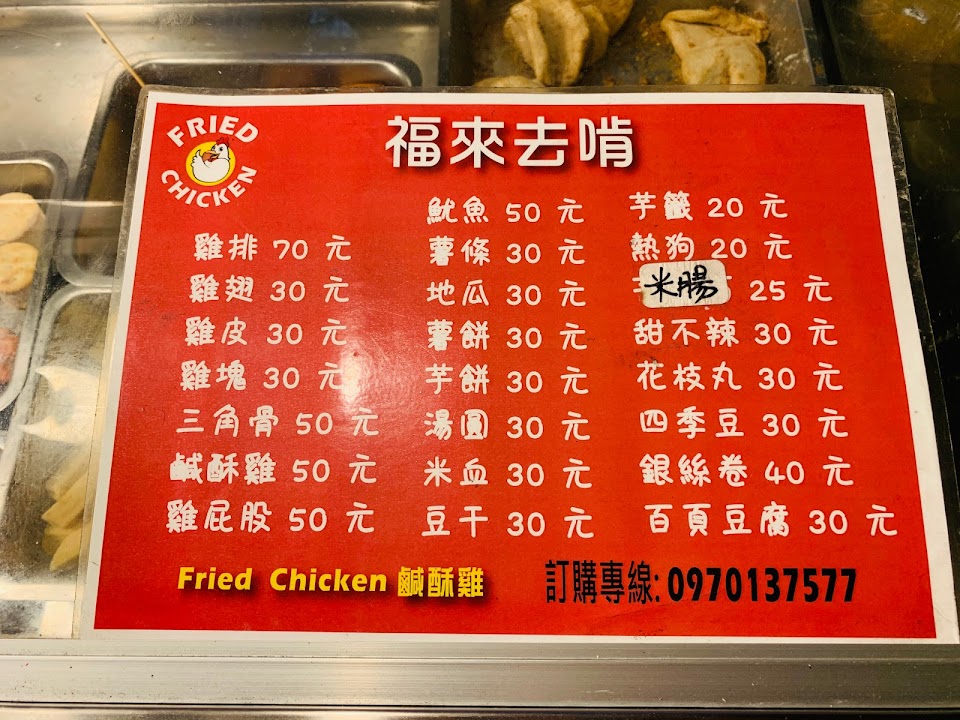 FRIED
CHICKEN
福來去啃
雞排 70 元
雞翅 30 元
雞皮 30 元
雞塊 30 元
三角骨 50 元
鹹酥雞 50 元
雞屁股 50 元
魷魚 50 元
薯條 30 元
地瓜 30 元
薯餅 30 元
芋餅 30 元
湯圓 30 元
米血 30 元
豆干 30 元
芋籤 20 元
熱狗 20 元
米腸 25 元
甜不辣 30 元
花枝丸 30 元
四季豆 30 元
銀絲卷 40 元
百頁豆腐 30 元
Fried Chicken 鹹酥雞
訂購專線: 0970137577